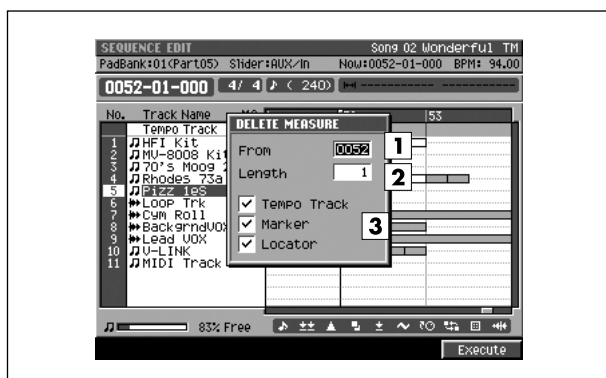 SEQUENCE EDIT Song 02 Wonderful TM
PadBank:01(Part05) Slider:AUX/In Now:0052-01-000 BPM: 94.00
0052-01-000 4/ 4 ♪ ( 240)
No. Track Name 53
Tempo Track
DELETE MEASURE
1 HFI Kit
2 MV-8008 Ki
3 70's Moog
4 Rhodes 73a
5 Pizz 1eS
6 Loop Trk
7 Cym Roll
8 BackgrndVO
9 Lead VOX
10 V-LINK
11 MIDI Track
From 0052 1
Length 1 2
Tempo Track
Marker 3
Locator
83% Free
Execute